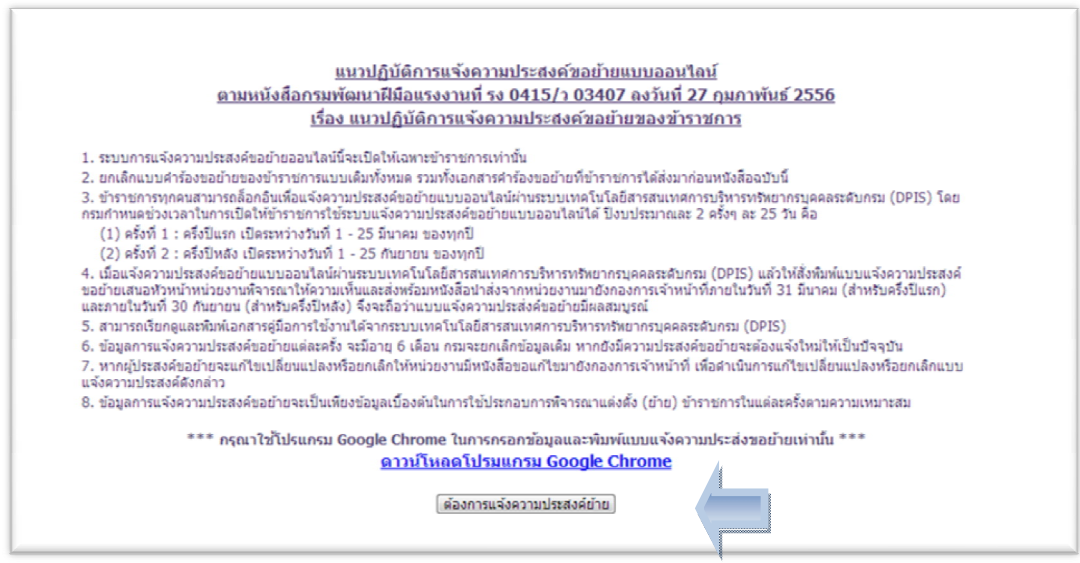 แนวปฏิบัติการแจ้งความประสงค์ขอย้ายแบบออนไลน์
ตามหนังสือกรมพัฒนาฝีมือแรงงานที่ รง 0415/ว 03407 ลงวันที่ 27 กุมภาพันธ์ 2556
เรื่อง แนวปฏิบัติการแจ้งความประสงค์ขอย้ายของข้าราชการ
1. ระบบการแจ้งความประสงค์ขอย้ายออนไลน์นี้จะเปิดให้เฉพาะข้าราชการเท่านั้น
2. ยกเลิกแบบคำร้องขอย้ายของข้าราชการแบบเดิมทั้งหมด รวมทั้งเอกสารคำร้องขอย้ายที่ข้าราชการได้ส่งมาก่อนหนังสือฉบับนี้
3. ข้าราชการทุกคนสามารถล็อกอินเพื่อแจ้งความประสงค์ขอย้ายแบบออนไลน์ผ่านระบบเทคโนโลยีสารสนเทศการบริหารทรัพยากรบุคคลระดับกรม (DPIS) โดย
กรมกำหนดช่วงเวลาในการเปิดให้ข้าราชการใช้ระบบแจ้งความประสงค์ขอย้ายแบบออนไลน์ได้ ปีงบประมาณละ 2 ครั้งๆ ละ 25 วัน คือ
(1) ครั้งที่ 1 : ครึ่งปีแรก เปิดระหว่างวันที่ 1 - 25 มีนาคม ของทุกปี
(2) ครั้งที่ 2 : ครึ่งปีหลัง เปิดระหว่างวันที่ 1 - 25 กันยายน ของทุกปี
4. เมื่อแจ้งความประสงค์ขอย้ายแบบออนไลน์ผ่านระบบเทคโนโลยีสารสนเทศการบริหารทรัพยากรบุคคลระดับกรม (DPIS) แล้วให้สั่งพิมพ์แบบแจ้งความประสงค์
ขอย้ายเสนอหัวหน้าหน่วยงานพิจารณาให้ความเห็นและส่งพร้อมหนังสือนำส่งจากหน่วยงานมายังกองการเจ้าหน้าที่ภายในวันที่ 31 มีนาคม (สำหรับครึ่งปีแรก)
และภายในวันที่ 30 กันยายน (สำหรับครึ่งปีหลัง) จึงจะถือว่าแบบแจ้งความประส่งค์ขอย้ายมีผลสมบูรณ์
5. สามารถเรียกดูและพิมพ์เอกสารคู่มือการใช้งานได้จากระบบเทคโนโลยีสารสนเทศการบริหารทรัพยากรบุคคลระดับกรม (DPIS)
6. ข้อมูลการแจ้งความประสงค์ขอย้ายแต่ละครั้ง จะมีอายุ 6 เดือน กรมจะยกเลิกข้อมูลเดิม หากยังมีความประสงค์ขอย้ายจะต้องแจ้งใหม่ให้เป็นปัจจุบัน
7. หากผู้ประสงค์ขอย้ายจะแก้ไขเปลี่ยนแปลงหรือยกเลิกให้หน่วยงานมีหนังสือขอแก้ไขมายังกองการเจ้าหน้าที่ เพื่อดำเนินการแก้ไขเปลี่ยนแปลงหรือยกเลิกแบบ
แจ้งความประสงค์ดังกล่าว
8. ข้อมูลการแจ้งความประสงค์ขอย้ายจะเป็นเพียงข้อมูลเบื้องต้นในการใช้ประกอบการพิจารณาแต่งตั้ง (ย้าย) ข้าราชการในแต่ละครั้งตามความเหมาะสม
*** กรุณาใช้โปรแกรม Google Chrome ในการกรอกข้อมูลและพิมพ์แบบแจ้งความประส่งขอย้ายเท่านั้น ***
ดาวน์โหลดโปรมแกรม Google Chrome
ต้องการแจ้งความประสงค์ย้าย